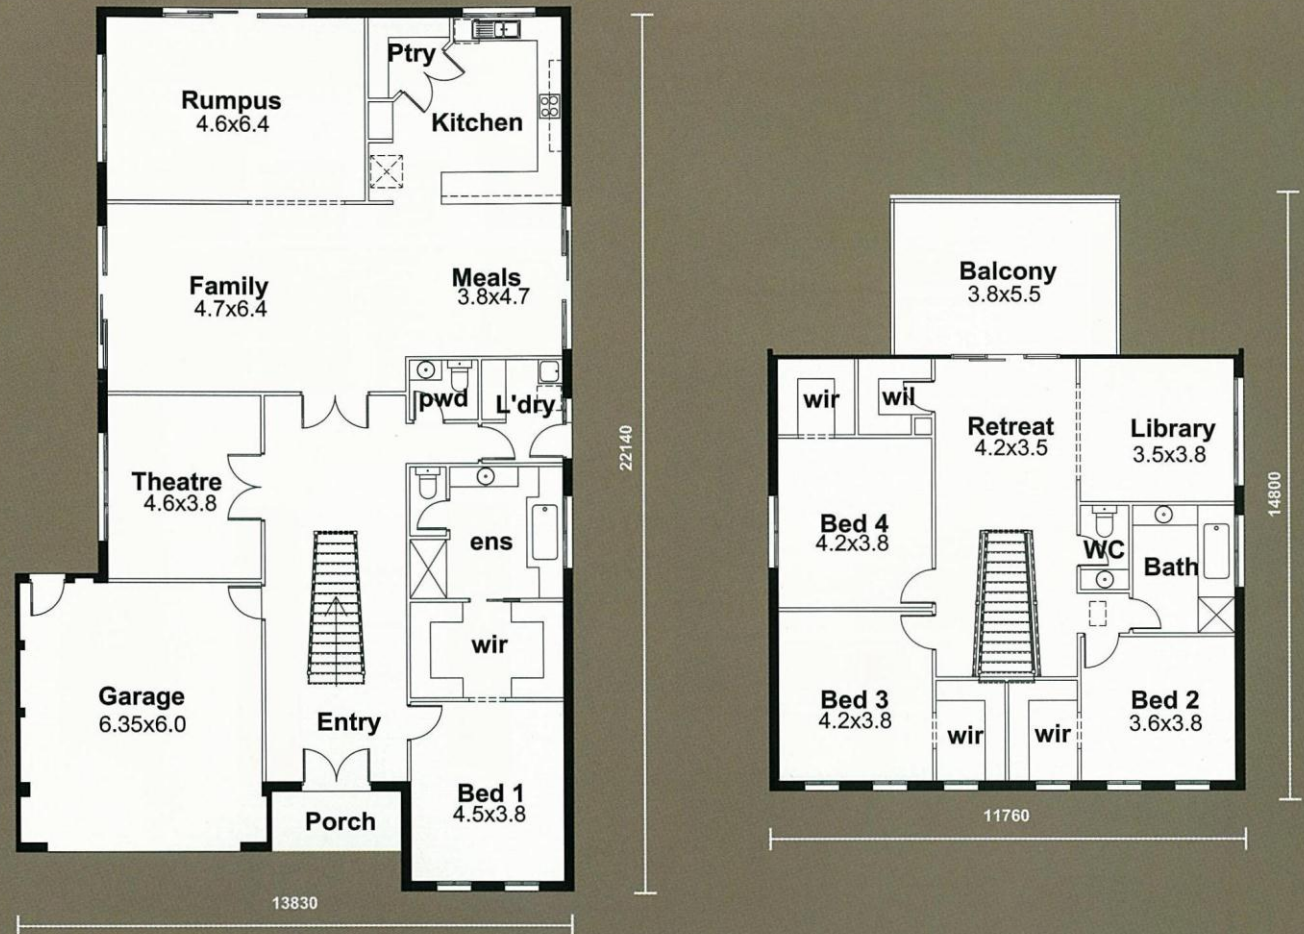 Rumpus
4.6x6.4
Ptry
Kitchen
Family
4.7x6.4
Meals
3.8x4.7
pwd
L'dry
Theatre
4.6x3.8
ens
wir
Garage
6.35x6.0
Entry
Porch
Bed 1
4.5x3.8
13830
22140
Balcony
3.8x5.5
wir
wil
Retreat
4.2x3.5
Library
3.5x3.8
Bed 4
4.2x3.8
WC
Bath
Bed 3
4.2x3.8
wir
wir
Bed 2
3.6x3.8
11760
14800